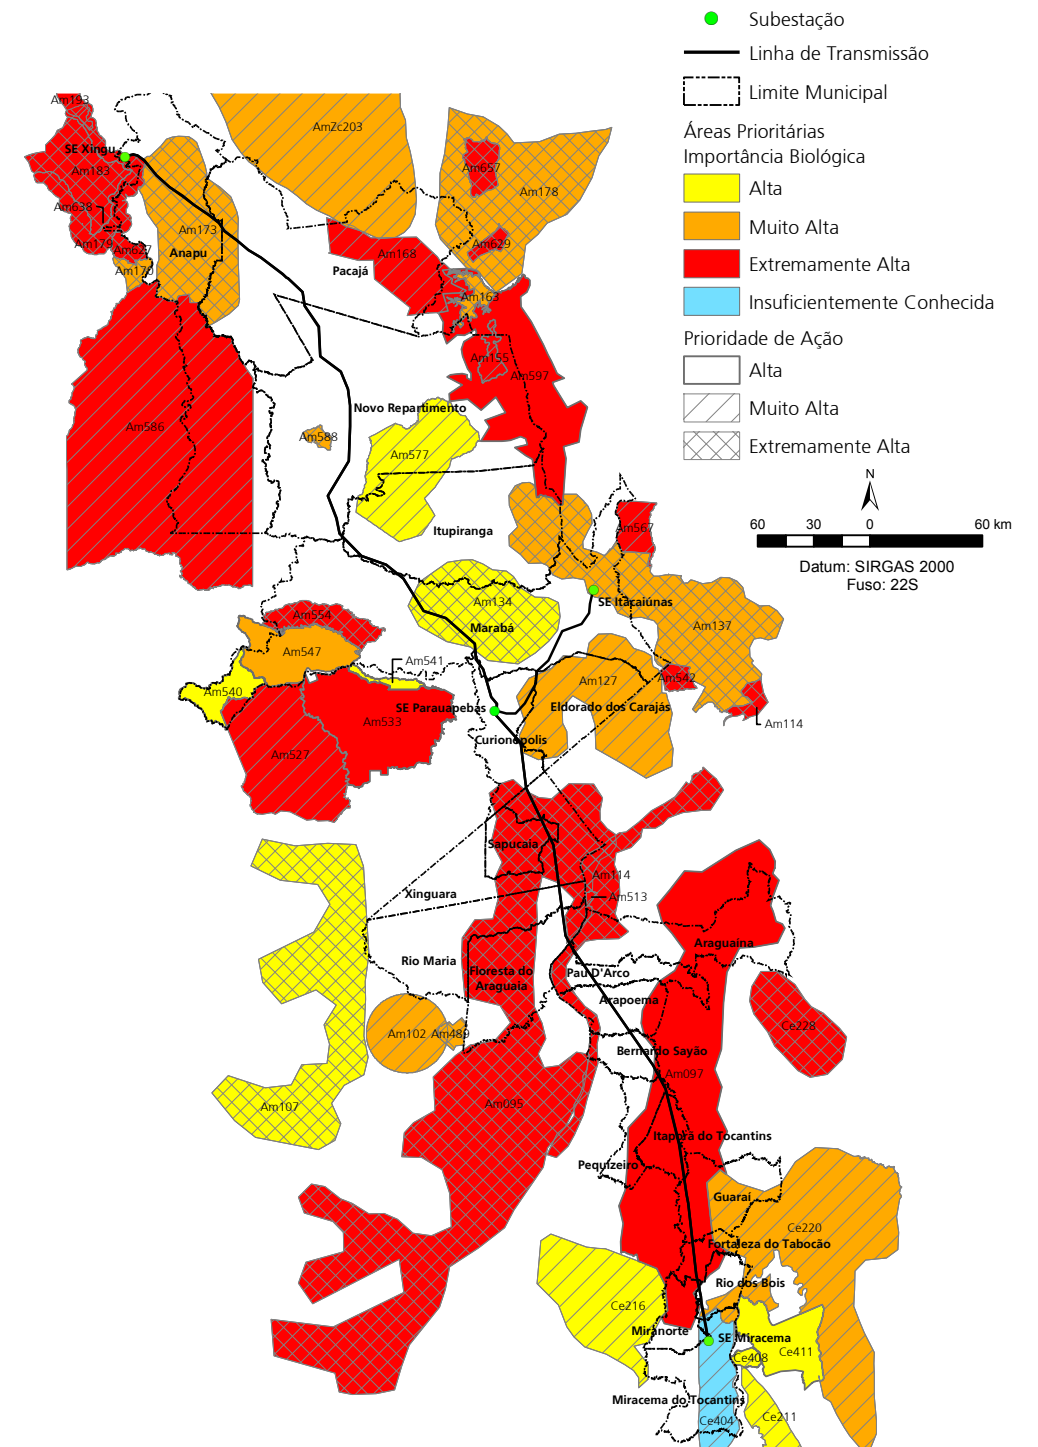 Subestação
Linha de Transmissão
Limite Municipal
Áreas Prioritárias
Importância Biológica
Alta
Muito Alta
Extremamente Alta
Insuficientemente Conhecida
Prioridade de Ação
Alta
Muito Alta
Extremamente Alta
N
60 30 0 60 km
Datum: SIRGAS 2000
Fuso: 22S
Am193
SE Xingu
Am183
Am638
Am179
Am627
Am170
Am173
Anapu
AmZc203
Am657
Am178
Am629
Am168
Pacajá
Am163
Am155
Am597
Am586
Novo Repartimento
Am588
Am577
Itupiranga
Am567
SE Itacaiúnas
Am134
Marabá
Am137
Am554
Am547
Am541
Am540
Am127
Am542
Eldorado dos Carajás
Am114
SE Parauapebas
Am533
Curionópolis
Am527
Sapucaia
Am114
Am513
Xinguara
Araguaína
Rio Maria
Floresta do
Araguaia
Pau D'Arco
Arapoema
Am102
Am489
Ce228
Bernardo Sayão
Am097
Am095
Am107
Itaporã do Tocantins
Pequizeiro
Guaraí
Ce220
Fortaleza do Tabocão
Rio dos Bois
Ce216
Miranorte
SE Miracema
Ce408
Ce411
Miracema do Tocantins
Ce404
Ce211